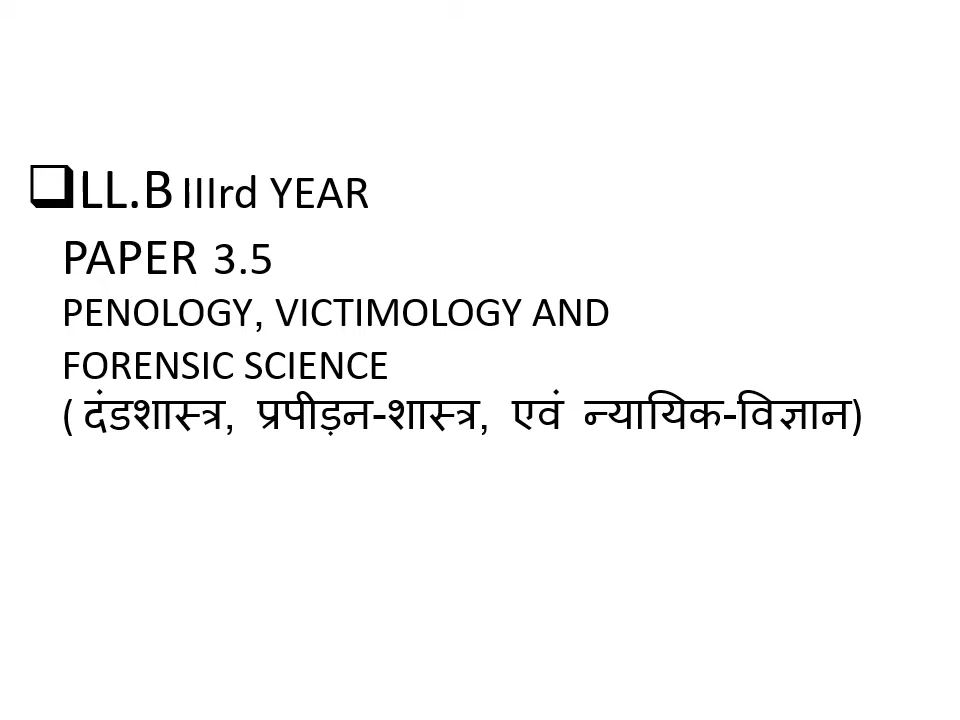 ❑LL.B IIIrd YEAR
PAPER 3.5
PENOLOGY, VICTIMOLOGY AND
FORENSIC SCIENCE
( दंडशास्त्र, प्रपीड़न-शास्त्र, एवं न्यायिक-विज्ञान)